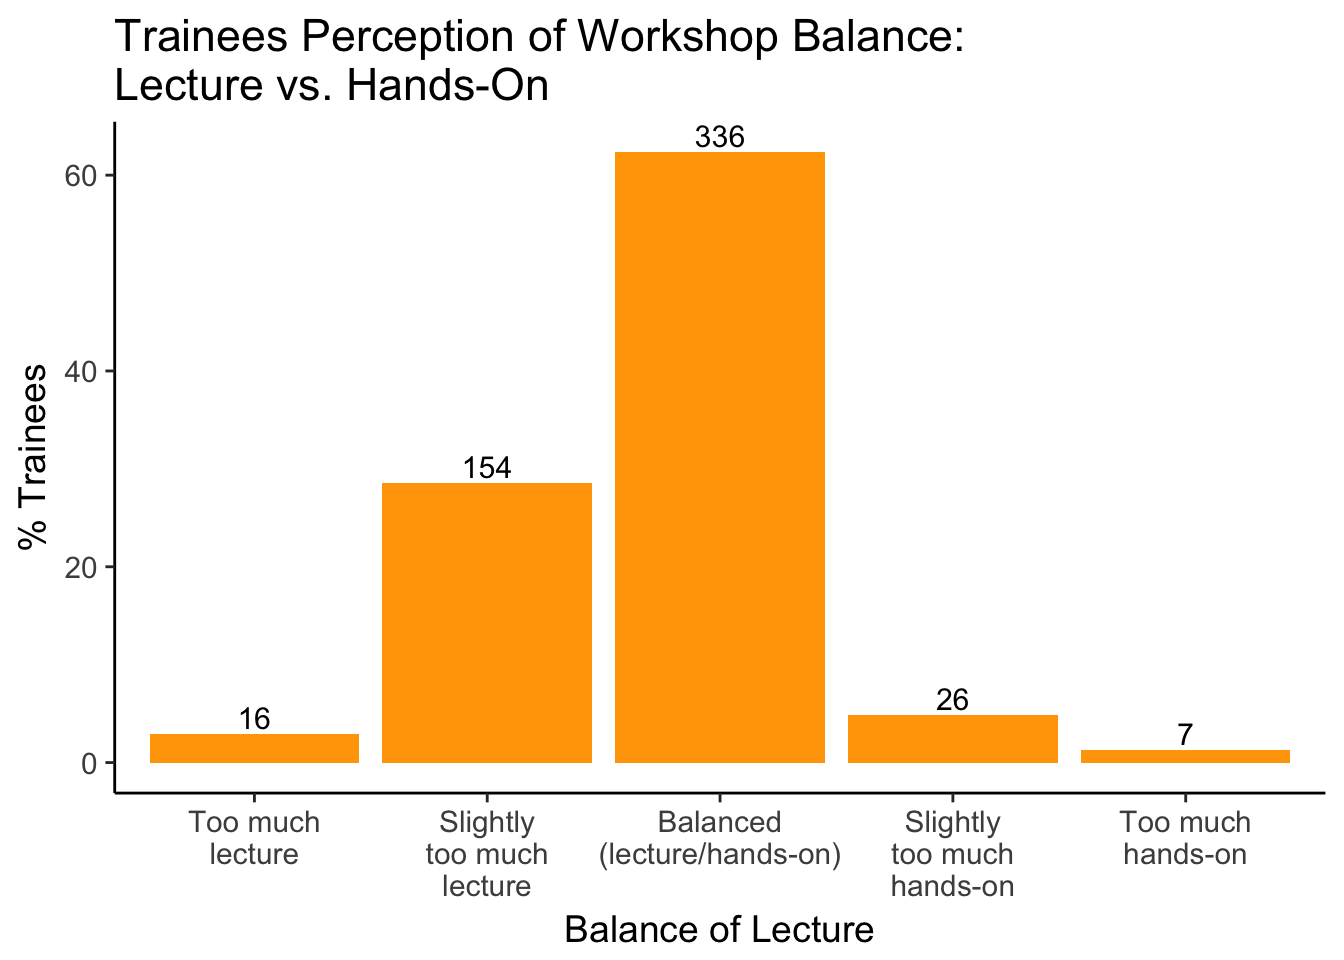 Trainees Perception of Workshop Balance:
Lecture vs. Hands-On
% Trainees
60
40
20
0
16
154
336
26
7
Too much
lecture
Slightly
too much
lecture
Balanced
(lecture/hands-on)
Slightly
too much
hands-on
Too much
hands-on
Balance of Lecture